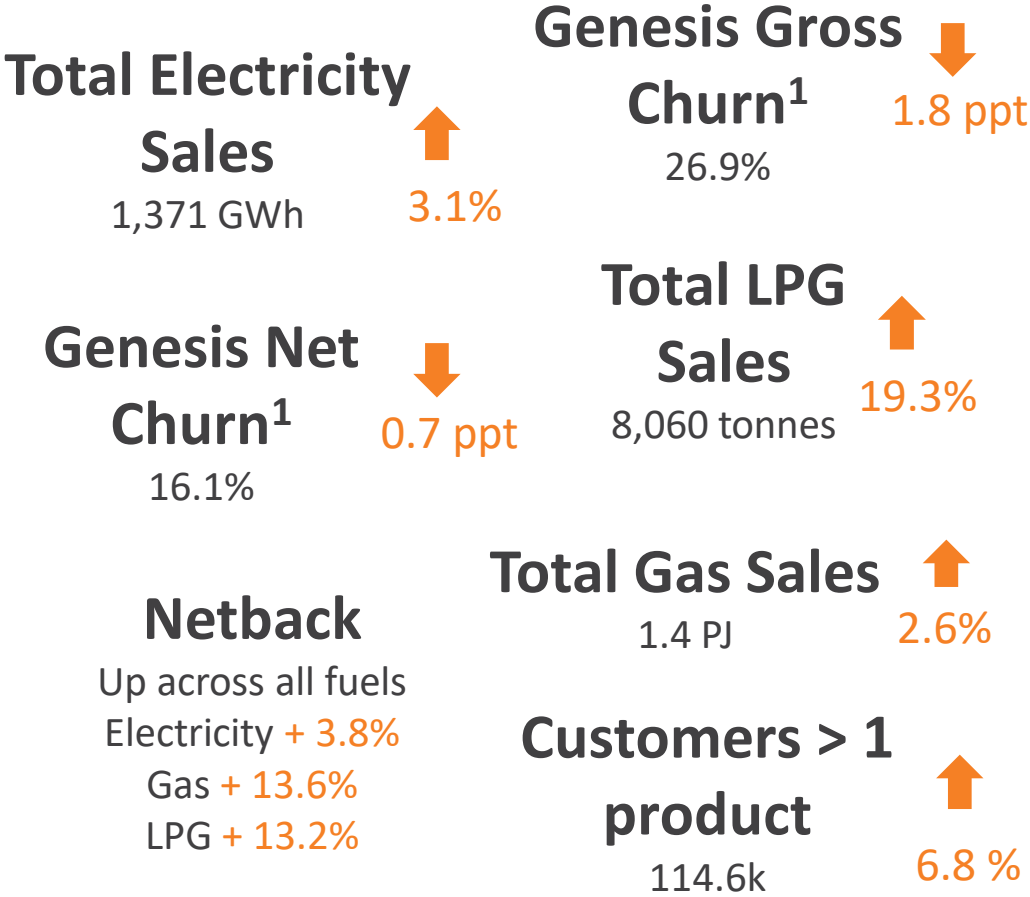 Total Electricity
Sales
1,371 GWh
3.1%
Genesis Gross
Churn¹
26.9%
1.8 ppt
Genesis Net
Churn¹
16.1%
0.7 ppt
Total LPG
Sales
8,060 tonnes
19.3%
Netback
Up across all fuels
Electricity + 3.8%
Gas + 13.6%
LPG + 13.2%
Total Gas Sales
1.4 PJ
2.6%
Customers > 1
product
114.6k
6.8 %